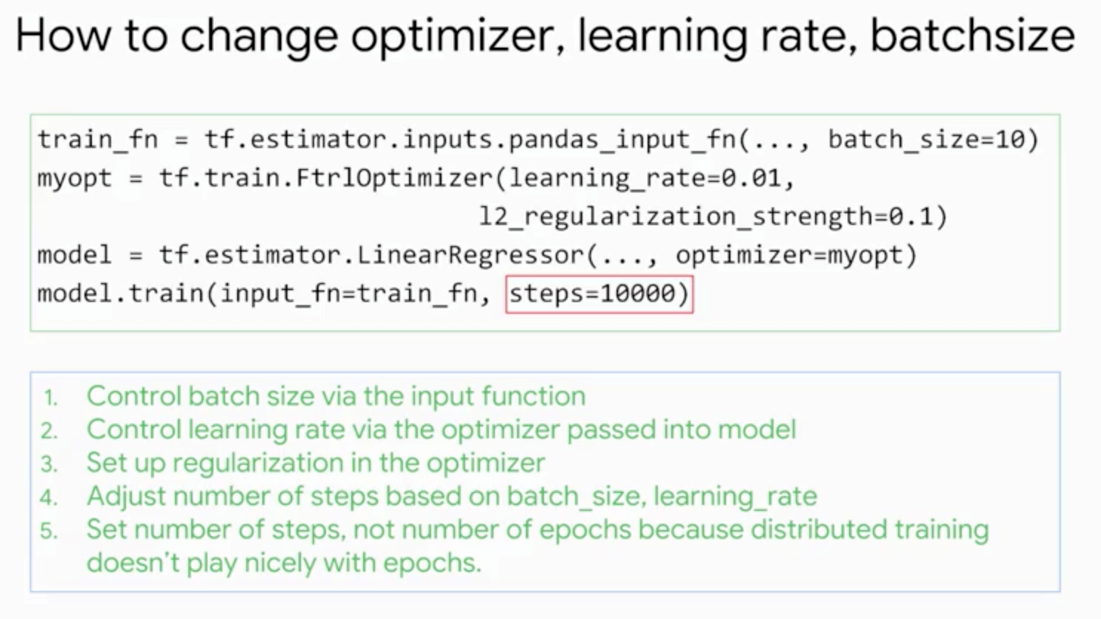 How to change optimizer, learning rate, batchsize
train_fn = tf.estimator.inputs.pandas_input_fn(..., batch_size=10)
myopt = tf.train.FtrlOptimizer(learning_rate=0.01,
l2_regularization_strength=0.1)
model = tf.estimator.LinearRegressor(..., optimizer=myopt)
model.train(input_fn=train_fn, steps=10000)
1. Control batch size via the input function
2. Control learning rate via the optimizer passed into model
3. Set up regularization in the optimizer
4. Adjust number of steps based on batch_size, learning_rate
5. Set number of steps, not number of epochs because distributed training
doesn't play nicely with epochs.